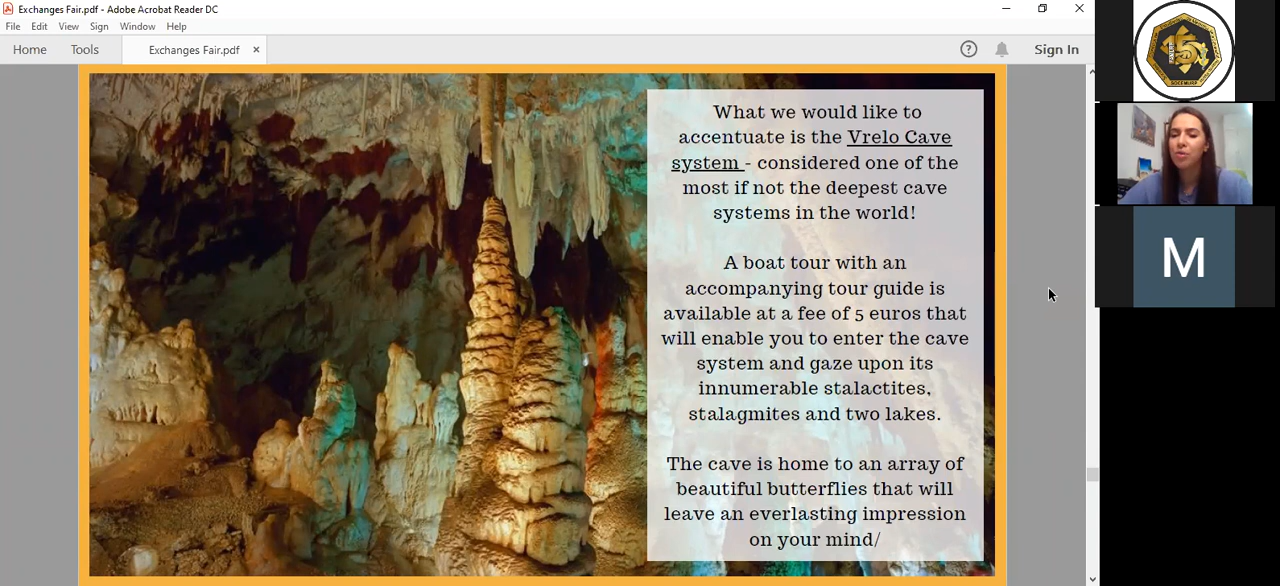 Exchanges Fair.pdf - Adobe Acrobat Reader DC
File Edit View Sign Window Help
Home Tools Exchanges Fair.pdf × ? Sign In
What we would like to
accentuate is the Vrelo Cave
system - considered one of the
most if not the deepest cave
systems in the world!
A boat tour with an
accompanying tour guide is
available at a fee of 5 euros that
will enable you to enter the cave
system and gaze upon its
innumerable stalactites,
stalagmites and two lakes.
The cave is home to an array of
beautiful butterflies that will
leave an everlasting impression
on your mind/
15
M